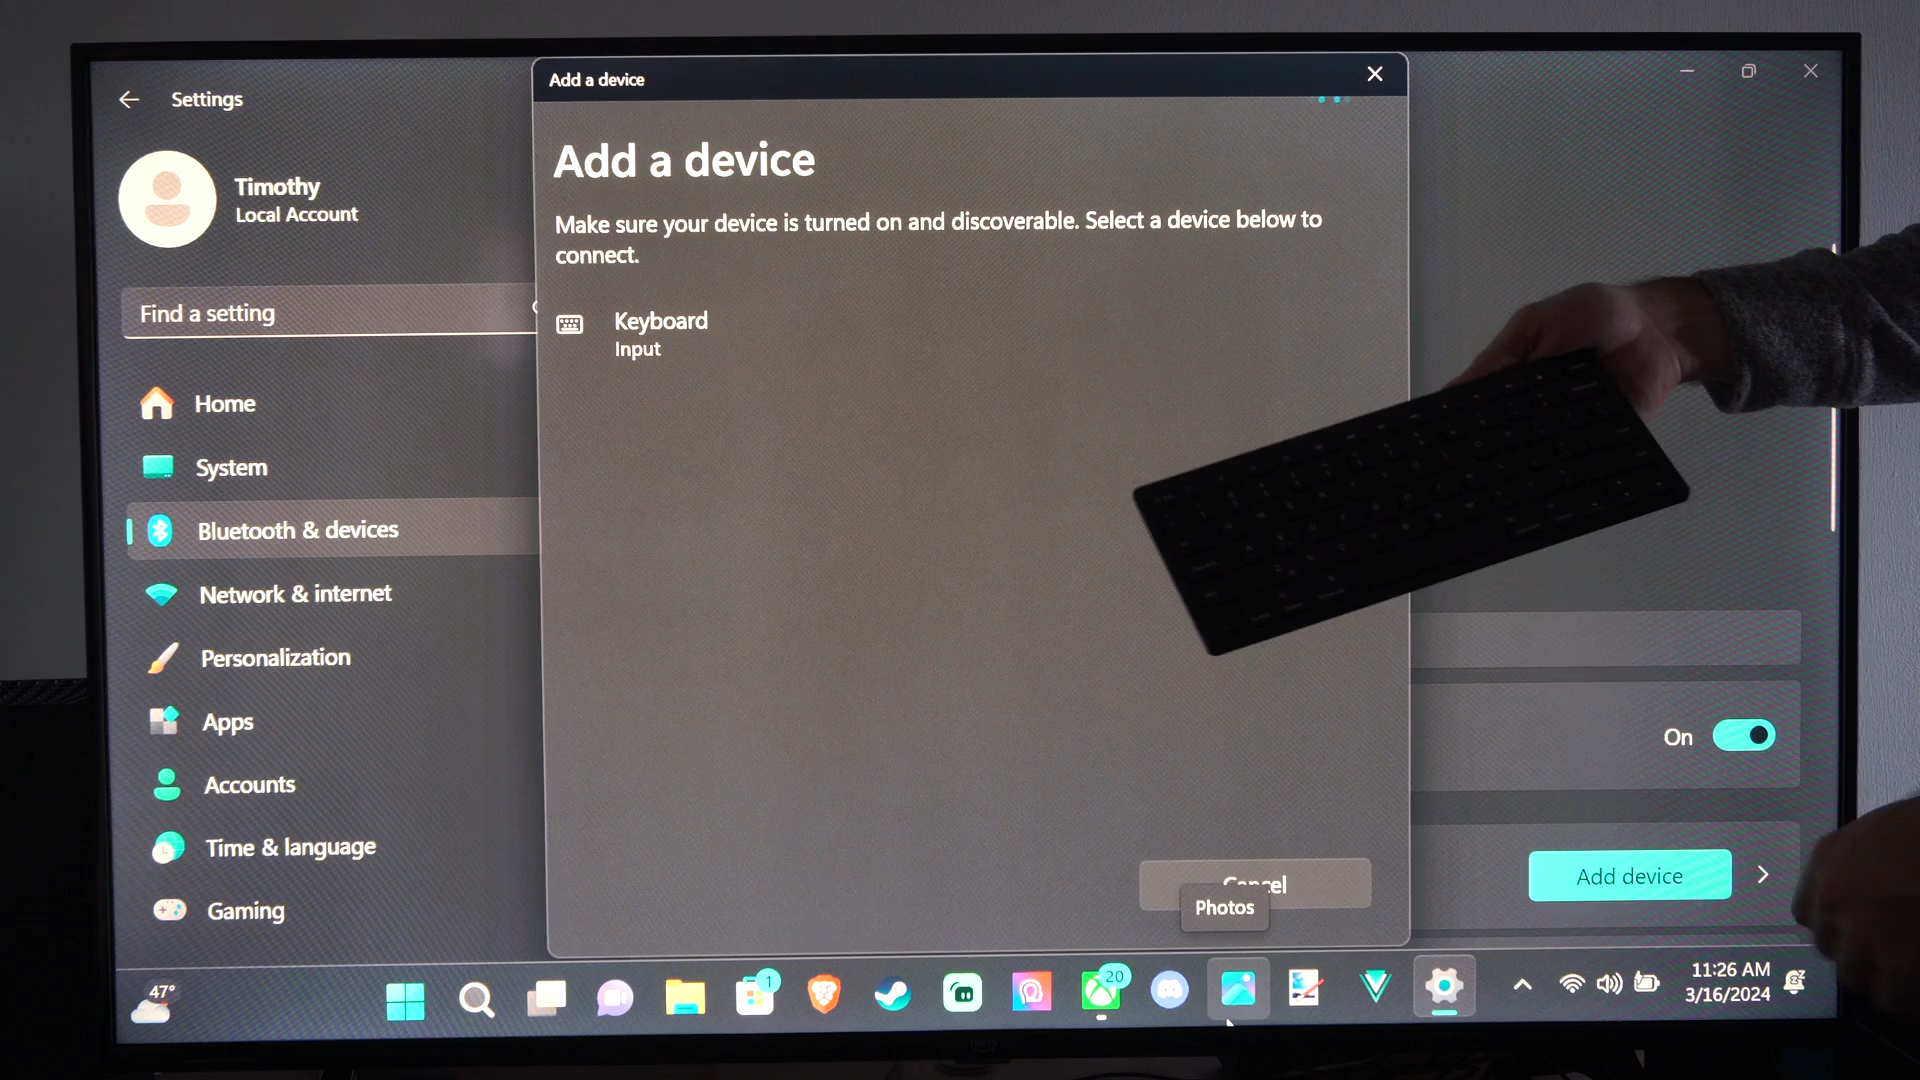 Settings
Timothy
Local Account
Find a setting
Home
System
Bluetooth & devices
Network & internet
Personalization
Apps
Accounts
Time & language
Gaming
Add a device
Add a device
Make sure your device is turned on and discoverable. Select a device below to
connect.
Keyboard
Input
Cancel
Photos
On
Add device
47°
1
20
11:26 AM
3/16/2024